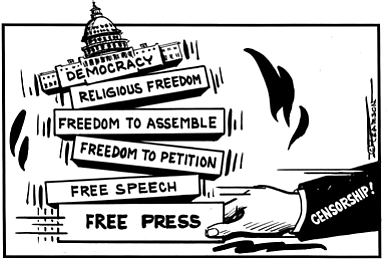 DEMOCRACY
RELIGIOUS FREEDOM
FREEDOM TO ASSEMBLE
FREEDOM TO PETITION
FREE SPEECH
FREE PRESS
CENSORSHIP!